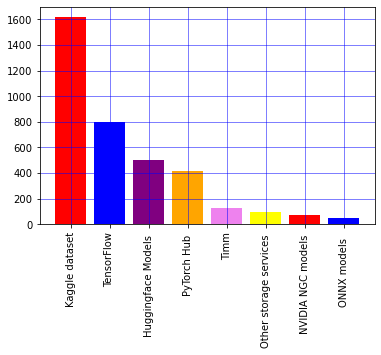 1600
1400
1200
1000
800
600
400
200
0
Kaggle dataset
TensorFlow
Huggingface Models
PyTorch Hub
Timm
Other storage services
NVIDIA NGC models
ONNX models